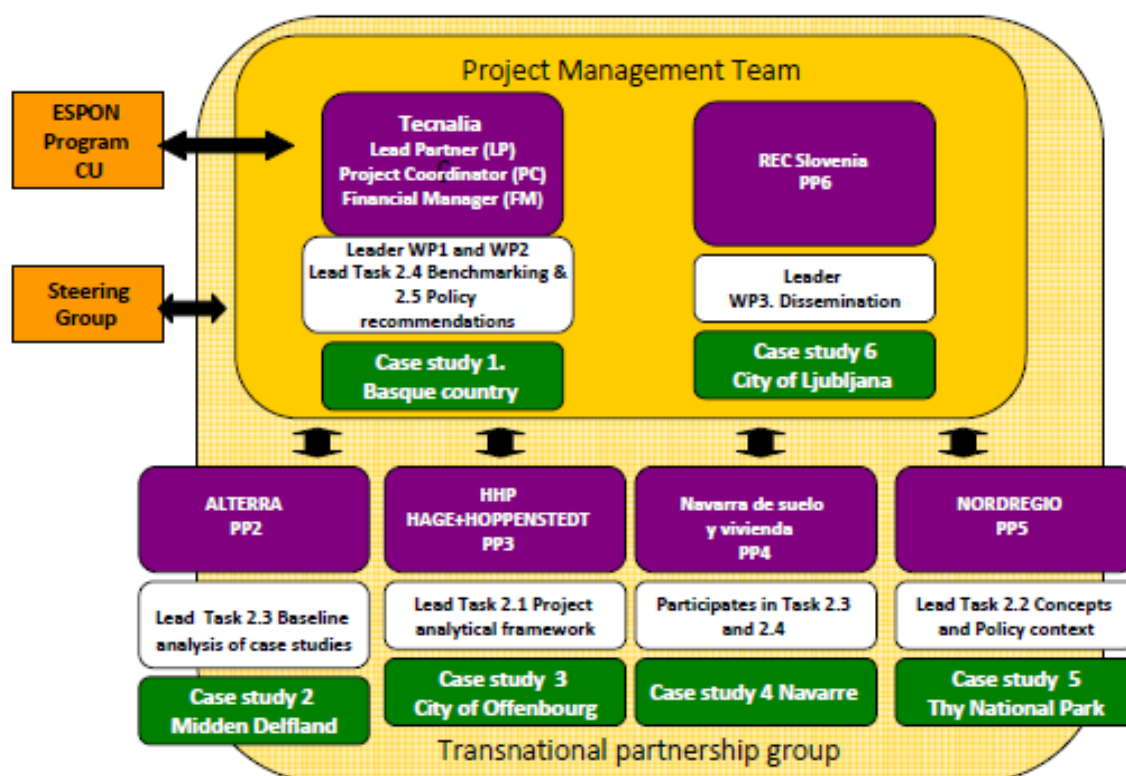 Project Management Team
ESPON
Program
CU
Tecnalia
Lead Partner (LP)
Project Coordinator (PC)
Financial Manager (FM)
REC Slovenia
PP6
Leader WP1 and WP2
Lead Task 2.4 Benchmarking &
2.5 Policy
recommendations
Leader
WP3. Dissemination
Steering
Group
Case study 1.
Basque country
Case study 6
City of Ljubljana
ALTERRA
PP2
HHP
HAGE+HOPPENSTEDT
PP3
Navarra de suelo
y vivienda
PP4
NORDREGIO
PP5
Lead Task 2.3 Baseline
analysis of case studies
Lead Task 2.1 Project
analytical framework
Participates in Task 2.3
and 2.4
Lead Task 2.2 Concepts
and Policy context
Case study 2
Midden Delfland
Case study 3
City of Offenbourg
Case study 4 Navarre
Case study 5
Thy National Park
Transnational partnership group